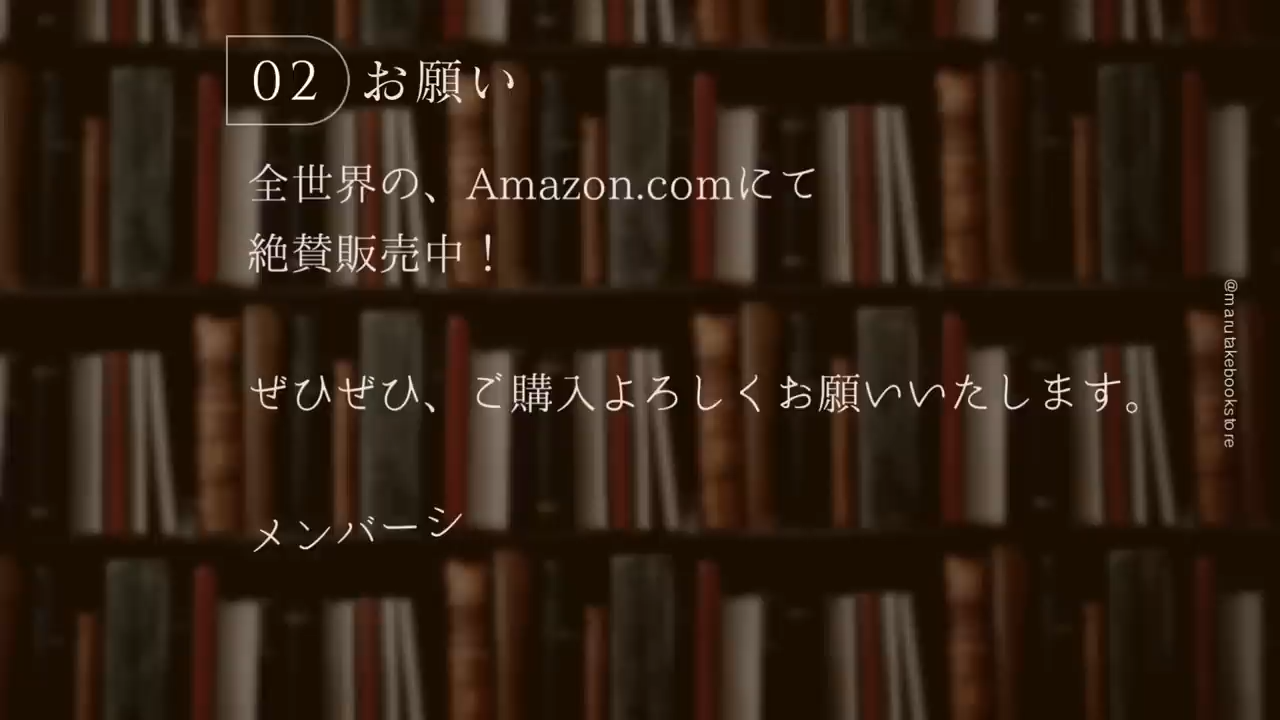 02 お願い
全世界の、Amazon.comにて
絶賛販売中！
ぜひぜひ、ご購入よろしくお願いいたします。
メンバーシ
@marutakebookstore